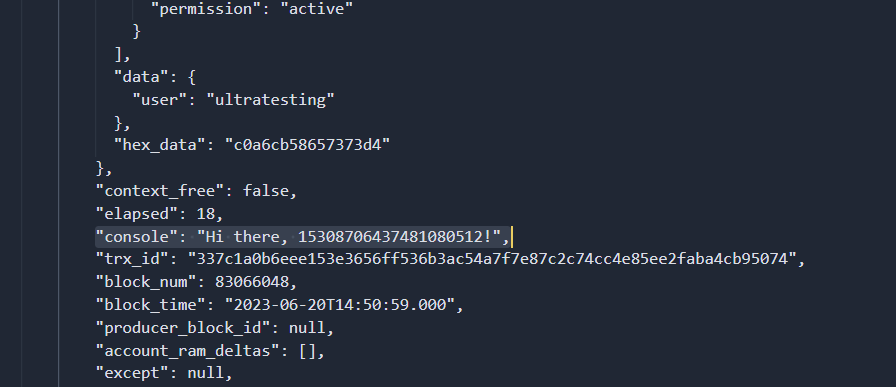 "permission": "active"
}
],
"data": {
"user": "ultratesting"
},
"hex_data": "c0a6cb58657373d4"
},
"context_free": false,
"elapsed": 18,
"console": "Hi there, 15308706437481080512!",
"trx_id": "337c1a0b6eee153e3656ff536b3ac54a7f7e87c2c74cc4e85ee2faba4cb95074",
"block_num": 83066048,
"block_time": "2023-06-20T14:50:59.000",
"producer_block_id": null,
"account_ram_deltas": [],
"except": null,